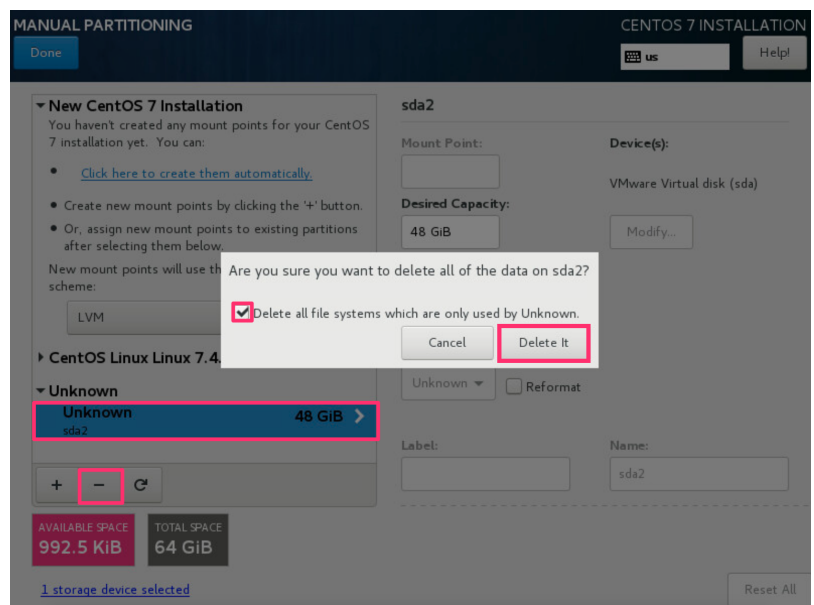 MANUAL PARTITIONING
CENTOS 7 INSTALLATION
Done
us
Help!
New CentOS 7 Installation
You haven't created any mount points for your CentOS
7 installation yet. You can:
Click here to create them automatically.
Create new mount points by clicking the '+' button.
Or, assign new mount points to existing partitions
after selecting them below.
New mount points will use th
scheme:
LVM
CentOS Linux Linux 7.4.
Unknown
Unknown
48 GiB
sda2
+ −
AVAILABLE SPACE
992.5 KiB
TOTAL SPACE
64 GiB
1 storage device selected
sda2
Mount Point:
Device(s):
VMware Virtual disk (sda)
Desired Capacity:
48 GiB
Modify...
Are you sure you want to delete all of the data on sda2?
Delete all file systems which are only used by Unknown.
Cancel
Delete It
Unknown
Reformat
Label:
Name:
sda2
Reset All